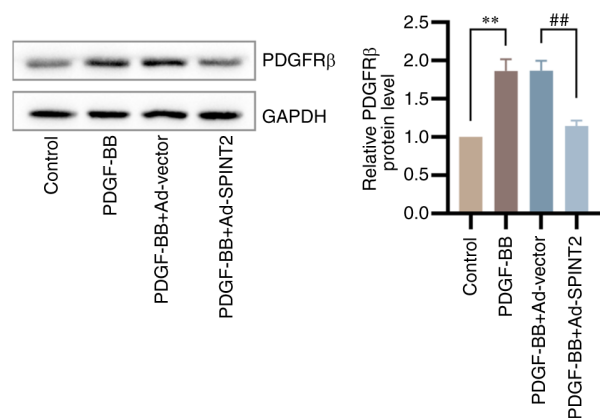 PDGFRβ
GAPDH
Control
PDGF-BB
PDGF-BB+Ad-vector
PDGF-BB+Ad-SPINT2
Relative PDGFRβ
protein level
2.5
2.0
1.5
1.0
0.5
0.0
**
##
Control
PDGF-BB
PDGF-BB+Ad-vector
PDGF-BB+Ad-SPINT2